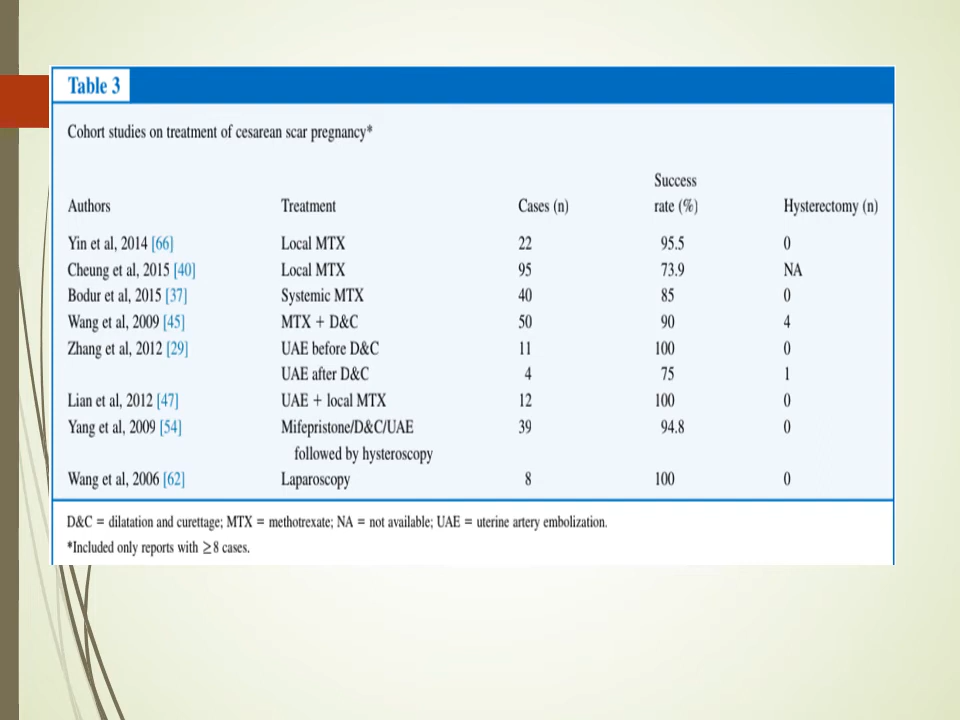 Table 3
Cohort studies on treatment of cesarean scar pregnancy*
Success
Authors Treatment Cases (n) rate (%) Hysterectomy (n)
Yin et al, 2014 [66] Local MTX 22 95.5 0
Cheung et al, 2015 [40] Local MTX 95 73.9 NA
Bodur et al, 2015 [37] Systemic MTX 40 85 0
Wang et al, 2009 [45] MTX + D&C 50 90 4
Zhang et al, 2012 [29] UAE before D&C 11 100 0
UAE after D&C 4 75 1
Lian et al, 2012 [47] UAE + local MTX 12 100 0
Yang et al, 2009 [54] Mifepristone/D&C/UAE 39 94.8 0
followed by hysteroscopy
Wang et al, 2006 [62] Laparoscopy 8 100 0
D&C = dilatation and curettage; MTX = methotrexate; NA = not available; UAE = uterine artery embolization.
*Included only reports with ≥8 cases.